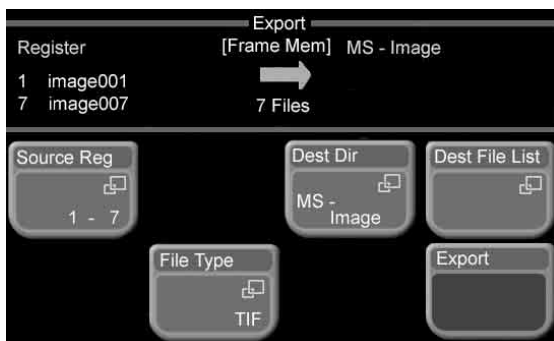 Export
Register
[Frame Mem]
MS - Image
1 image001
7 image007
7 Files
Source Reg
1 - 7
Dest Dir
MS -
Image
Dest File List
File Type
TIF
Export